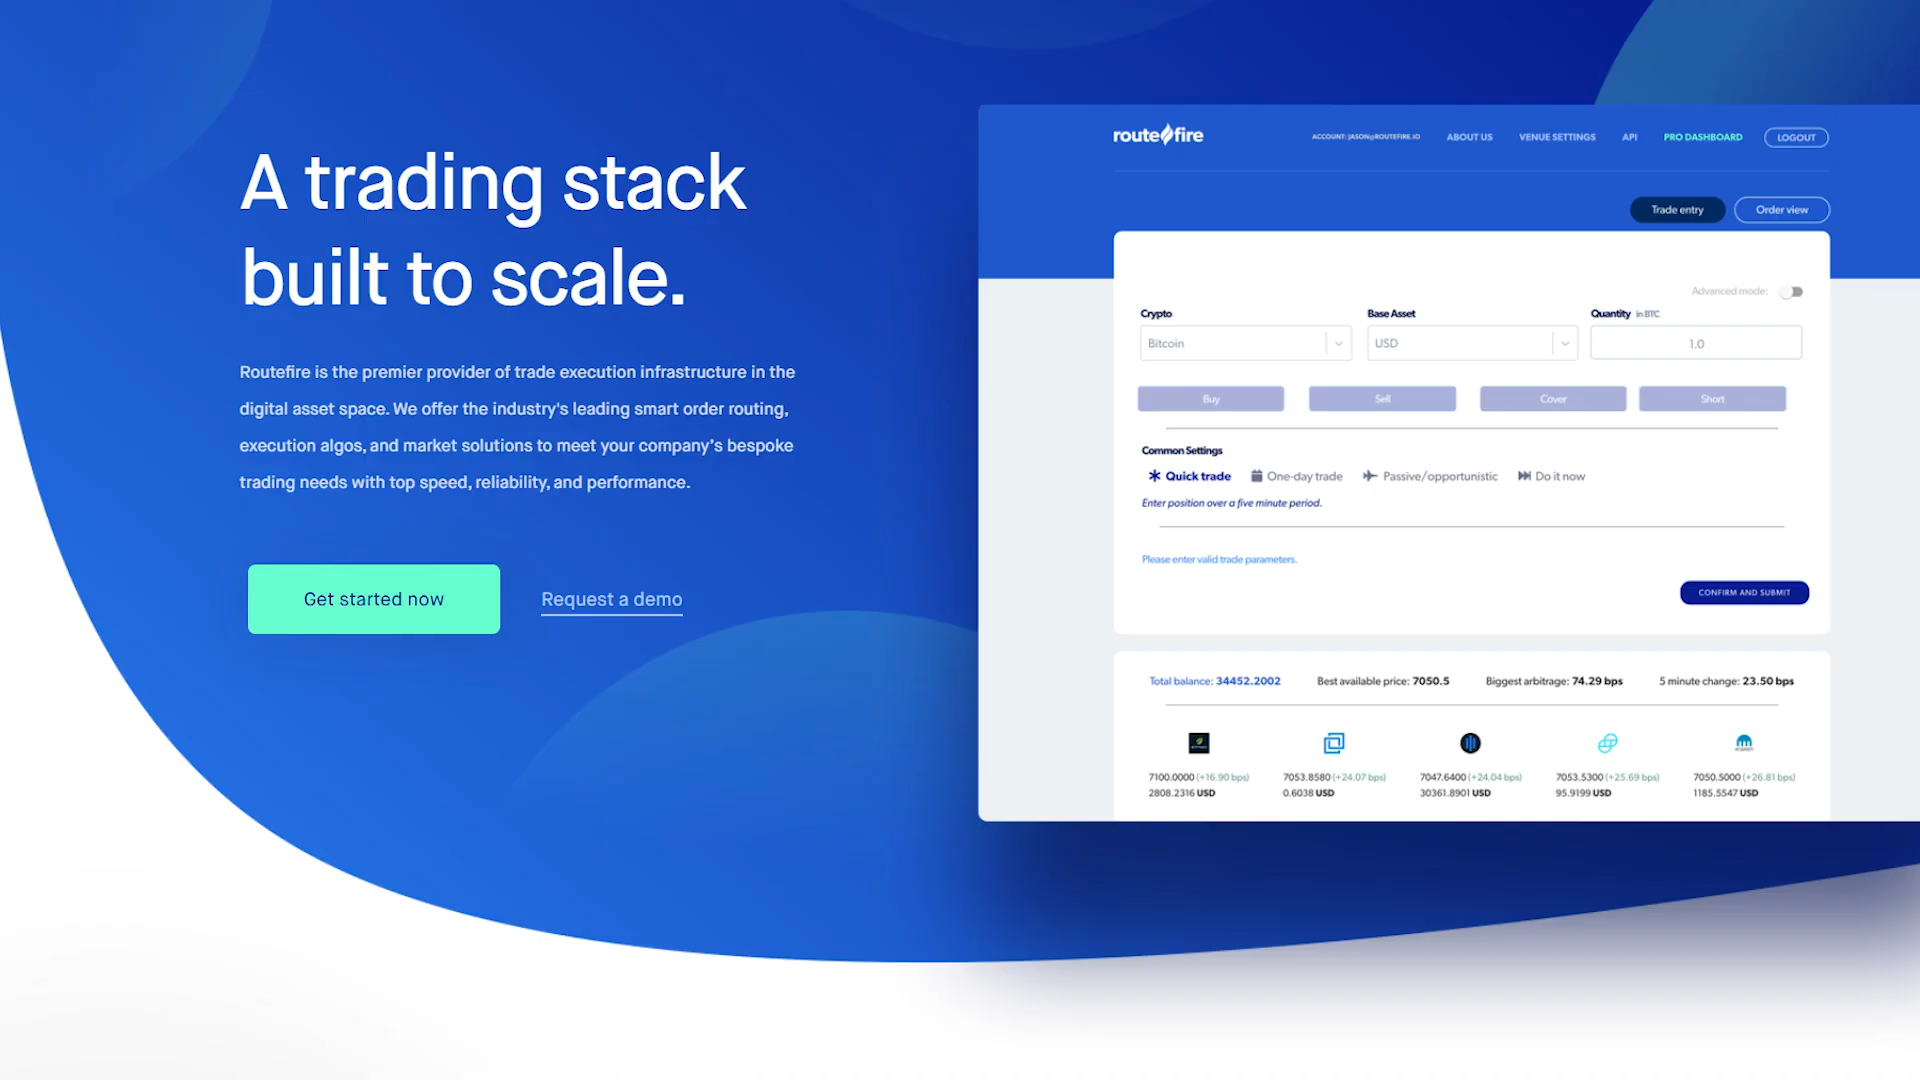 A trading stack
built to scale.
Routefire is the premier provider of trade execution infrastructure in the
digital asset space. We offer the industry's leading smart order routing,
execution algos, and market solutions to meet your company's bespoke
trading needs with top speed, reliability, and performance.
Get started now
Request a demo
routefire
ACCOUNT: JASON@ROUTEFIRE.IO
ABOUT US
VENUE SETTINGS
API
PRO DASHBOARD
LOGOUT
Trade entry
Order view
Advanced mode:
Crypto
Base Asset
Quantity in BTC
Bitcoin
USD
1.0
Buy
Sell
Cover
Short
Common Settings
Quick trade
One-day trade
Passive/opportunistic
Do it now
Enter position over a five minute period.
Please enter valid trade parameters.
CONFIRM AND SUBMIT
Total balance: 34452.2002
Best available price: 7050.5
Biggest arbitrage: 74.29 bps
5 minute change: 23.50 bps
7100.0000 (+16.90 bps)
2808.2316 USD
7053.8580 (+24.07 bps)
0.6038 USD
7047.6400 (+24.04 bps)
30361.8901 USD
7053.5300 (+25.69 bps)
95.9199 USD
7050.5000 (+26.81 bps)
1185.5547 USD